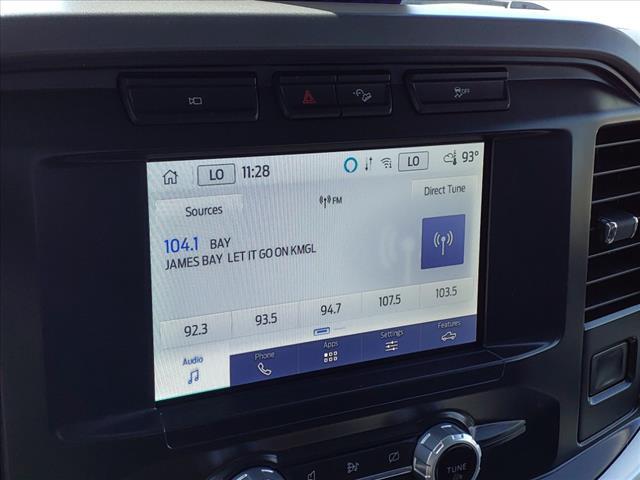 OFF
LO 11:28 LO 93°
Sources FM Direct Tune
104.1 BAY
JAMES BAY LET IT GO ON KMGL
92.3 93.5 94.7 107.5 103.5
Audio Phone Apps Settings Features
TUNE